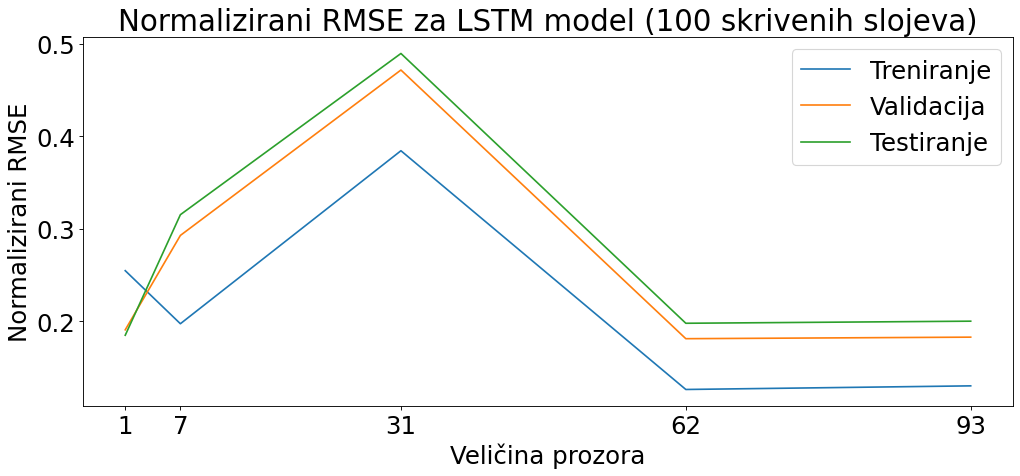 Normalizirani RMSE za LSTM model (100 skrivenih slojeva)
Normalizirani RMSE
0.5
0.4
0.3
0.2
Treniranje
Validacija
Testiranje
1 7 31 62 93
Veličina prozora